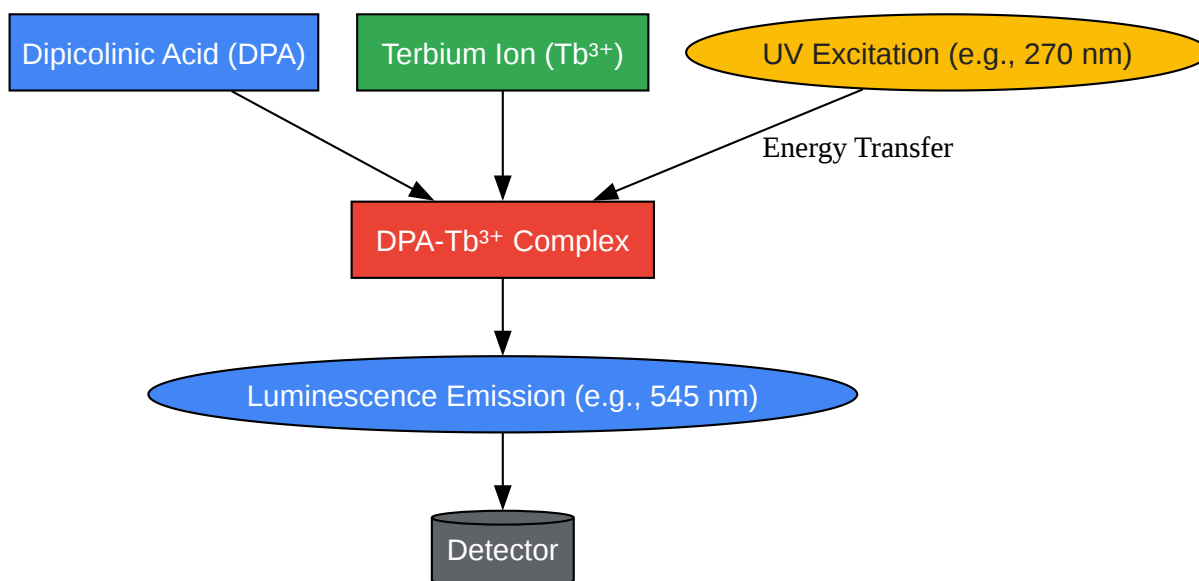 Dipicolinic Acid (DPA)
Terbium Ion (Tb³⁺)
UV Excitation (e.g., 270 nm)
Energy Transfer
DPA-Tb³⁺ Complex
Luminescence Emission (e.g., 545 nm)
Detector